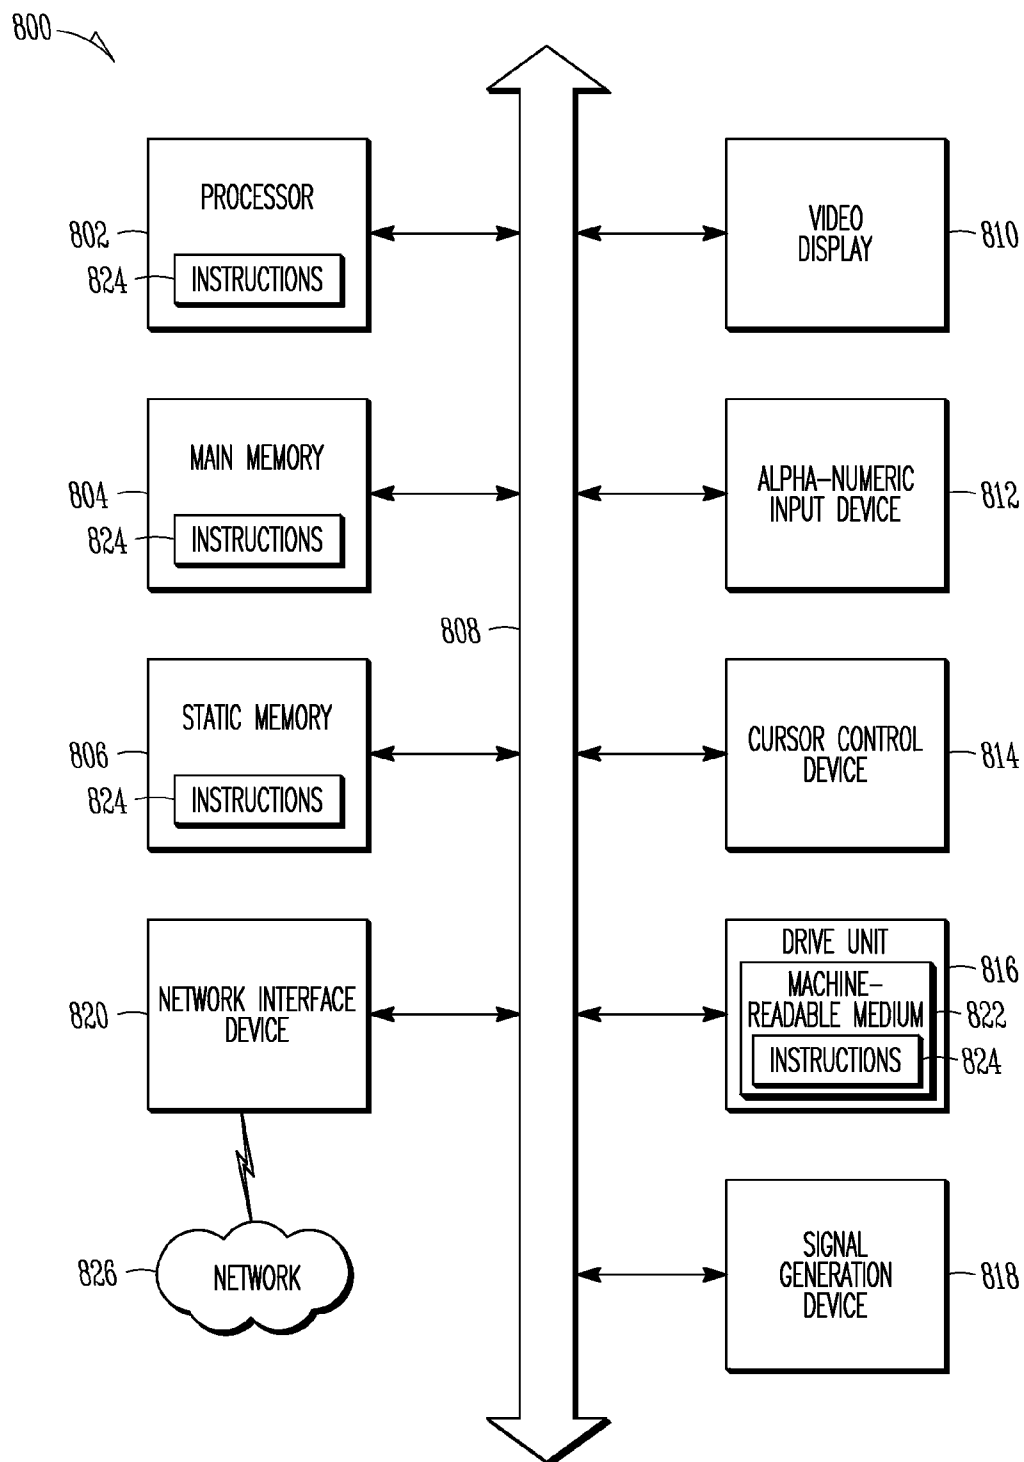 800
PROCESSOR
802
824
INSTRUCTIONS
MAIN MEMORY
804
824
INSTRUCTIONS
808
STATIC MEMORY
806
824
INSTRUCTIONS
NETWORK INTERFACE
DEVICE
820
826
NETWORK
VIDEO
DISPLAY
810
ALPHA-NUMERIC
INPUT DEVICE
812
CURSOR CONTROL
DEVICE
814
DRIVE UNIT
816
MACHINE-
READABLE MEDIUM
822
INSTRUCTIONS
824
SIGNAL
GENERATION
DEVICE
818